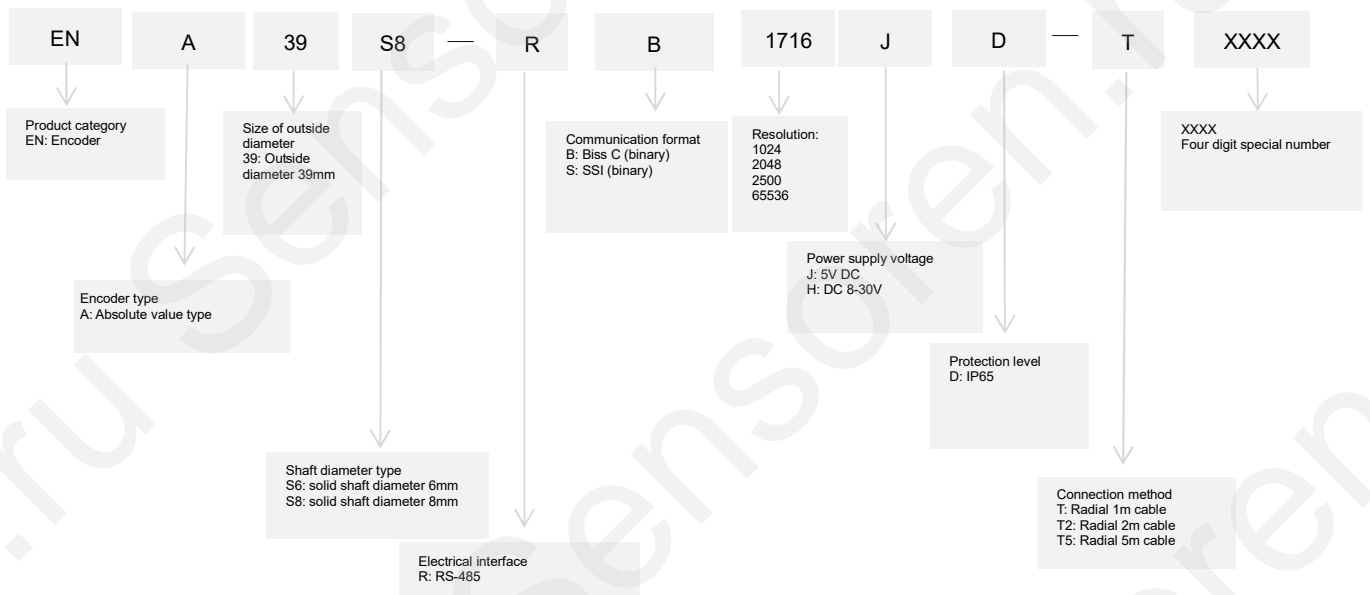 EN A 39 S8 — R B 1716 J D — T XXXX
Product category
EN: Encoder
Size of outside
diameter
39: Outside
diameter 39mm
Communication format
B: Biss C (binary)
S: SSI (binary)
Resolution:
1024
2048
2500
65536
XXXX
Four digit special number
Power supply voltage
J: 5V DC
H: DC 8-30V
Encoder type
A: Absolute value type
Protection level
D: IP65
Shaft diameter type
S6: solid shaft diameter 6mm
S8: solid shaft diameter 8mm
Connection method
T: Radial 1m cable
T2: Radial 2m cable
T5: Radial 5m cable
Electrical interface
R: RS-485
.ru Sensoren.ru
Sensoren